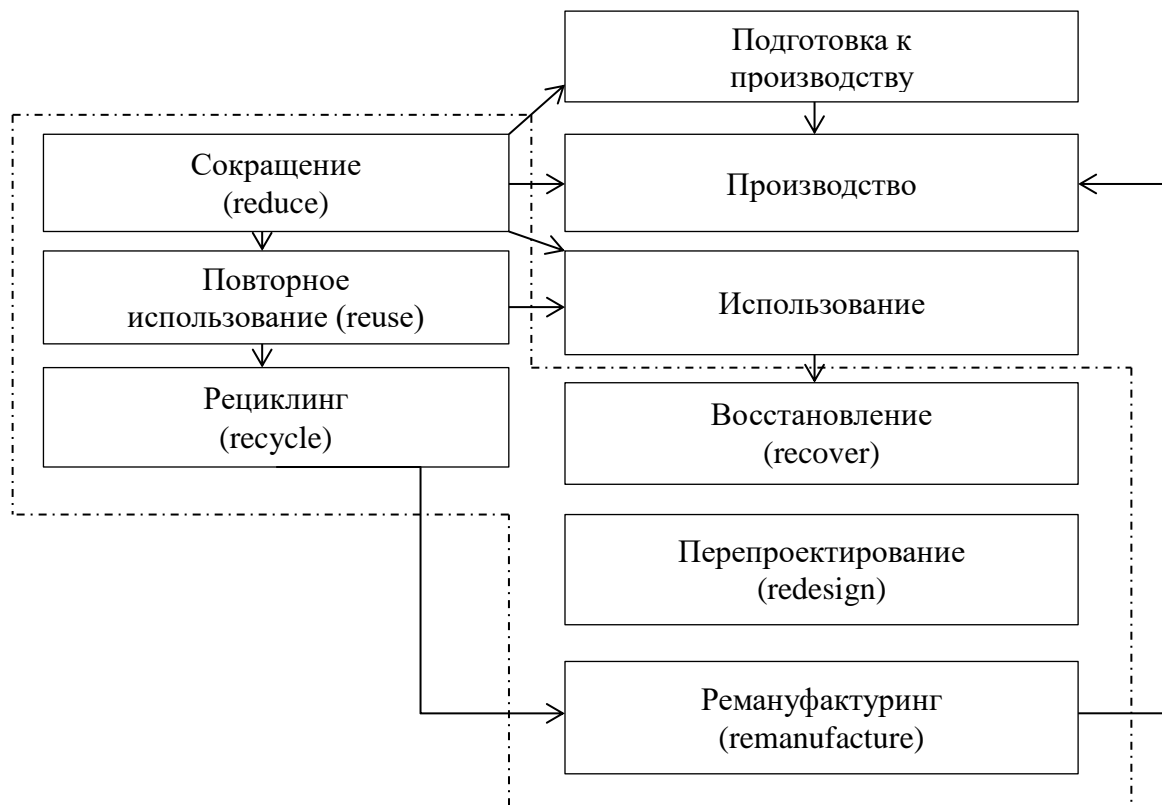 Подготовка к
производству
Сокращение
(reduce)
Производство
Повторное
использование (reuse)
Использование
Рециклинг
(recycle)
Восстановление
(recover)
Перепроектирование
(redesign)
Ремануфактуринг
(remanufacture)